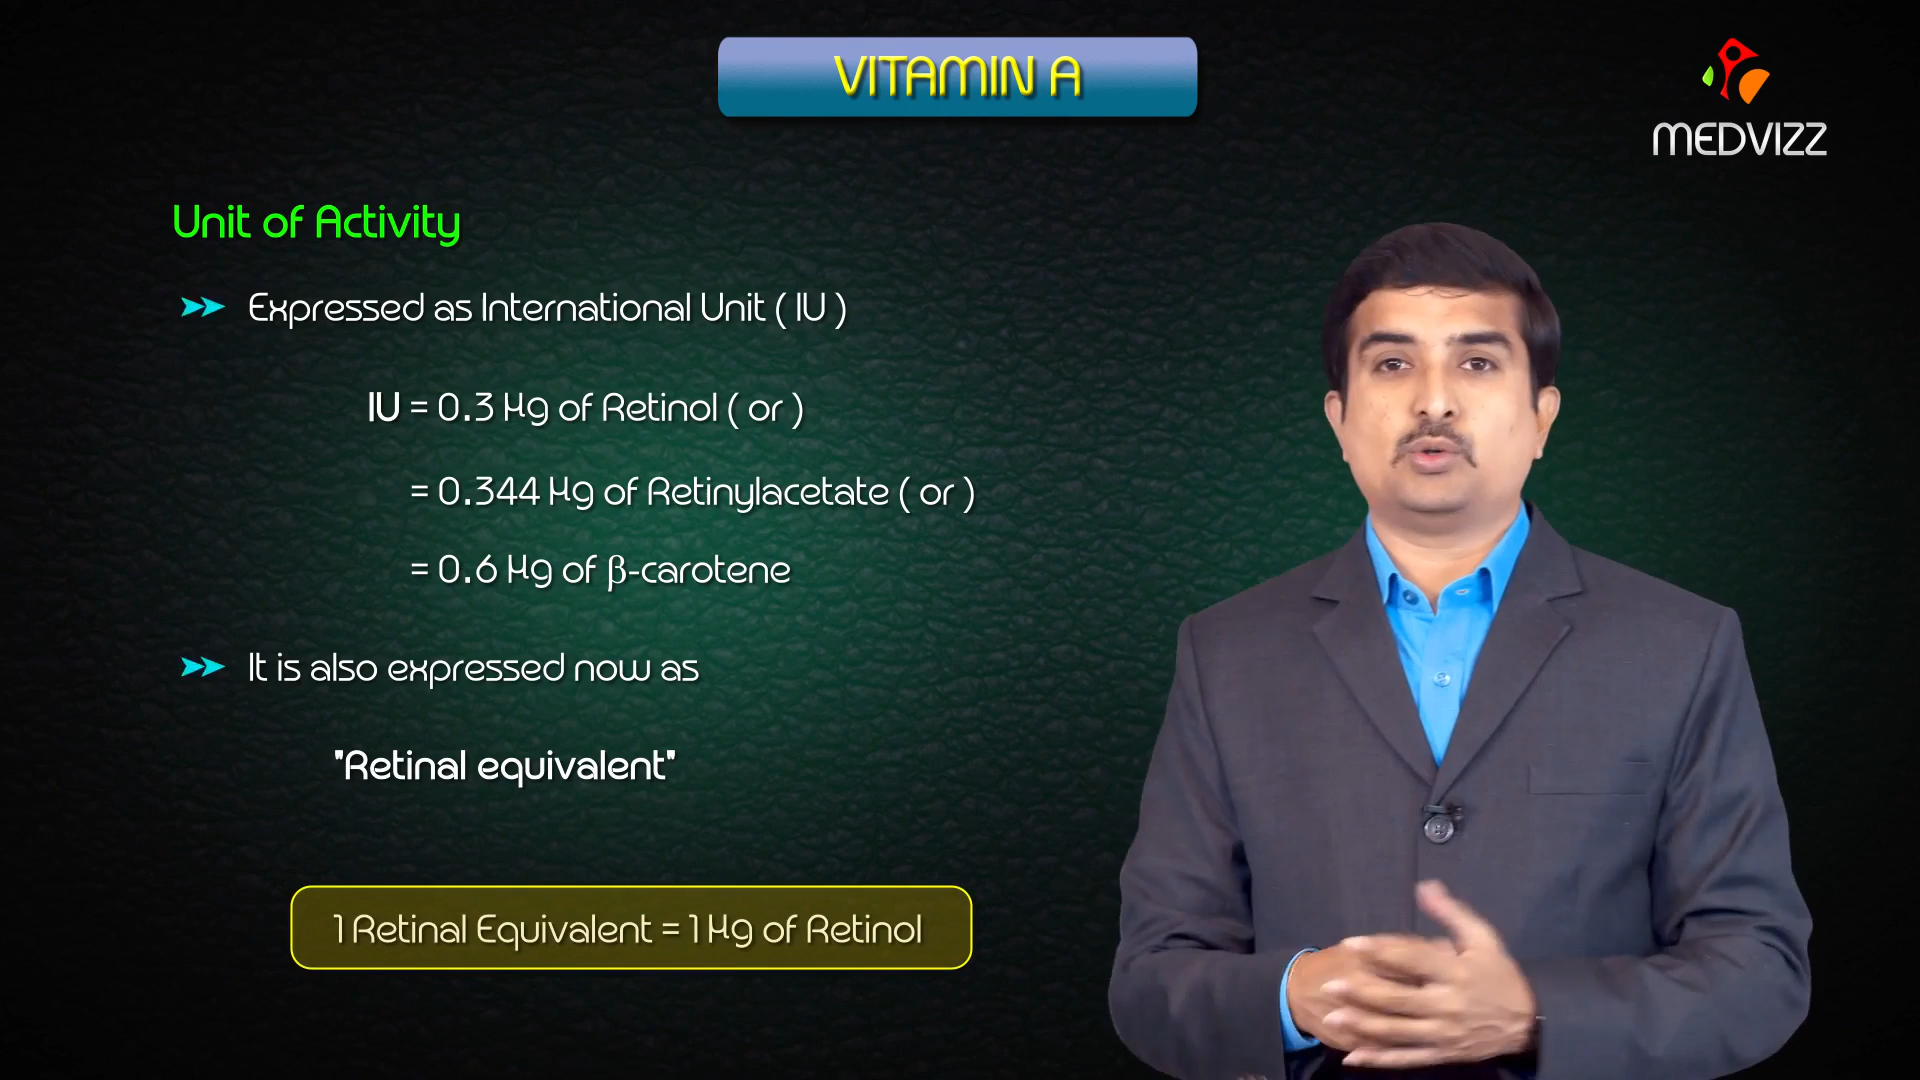 VITAMIN A
MEDVIZZ
Unit of Activity
Expressed as International Unit ( IU )
IU = 0.3 µg of Retinol ( or )
= 0.344 µg of Retinylacetate ( or )
= 0.6 µg of β-carotene
It is also expressed now as
"Retinal equivalent"
1 Retinal Equivalent = 1 µg of Retinol